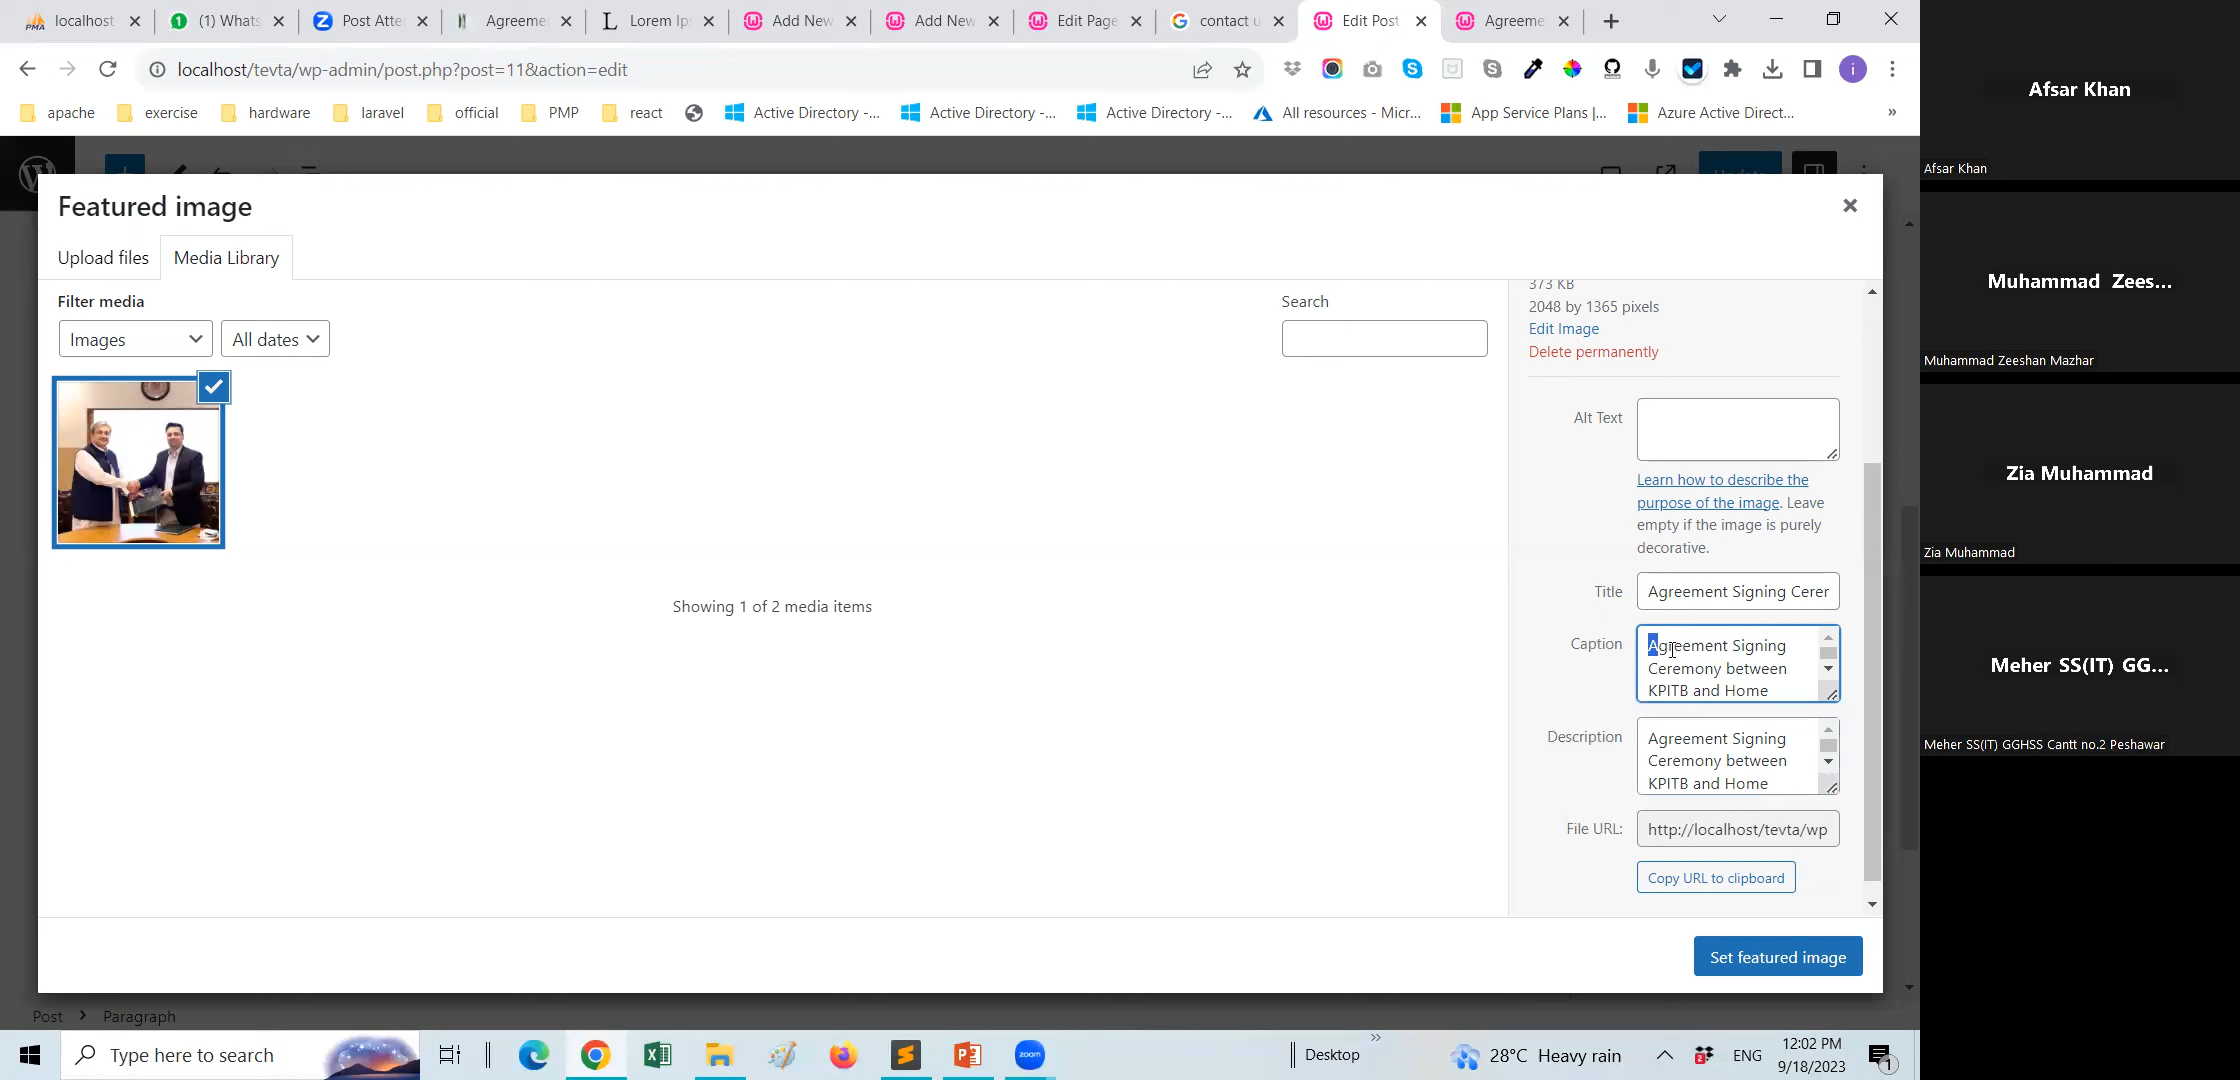 localhost
(1) Whats
Post Atte
Agreeme
Lorem Ip
Add New
Add New
Edit Page
contact u
Edit Post
Agreeme
localhost/tevta/wp-admin/post.php?post=11&action=edit
apache
exercise
hardware
laravel
official
PMP
react
Active Directory -...
Active Directory -...
Active Directory -...
All resources - Micr...
App Service Plans |...
Azure Active Direct...
»
Featured image
Upload files
Media Library
Filter media
Images
All dates
Search
Showing 1 of 2 media items
373 KB
2048 by 1365 pixels
Edit Image
Delete permanently
Alt Text
Learn how to describe the
purpose of the image. Leave
empty if the image is purely
decorative.
Title
Agreement Signing Cerer
Caption
Agreement Signing
Ceremony between
KPITB and Home
Description
Agreement Signing
Ceremony between
KPITB and Home
File URL:
http://localhost/tevta/wp
Copy URL to clipboard
Set featured image
Post
Paragraph
Type here to search
zoom
Desktop
28°C Heavy rain
ENG
12:02 PM
9/18/2023
1
Afsar Khan
Afsar Khan
Muhammad Zees...
Muhammad Zeeshan Mazhar
Zia Muhammad
Zia Muhammad
Meher SS(IT) GG...
Meher SS(IT) GGHSS Cantt no.2 Peshawar